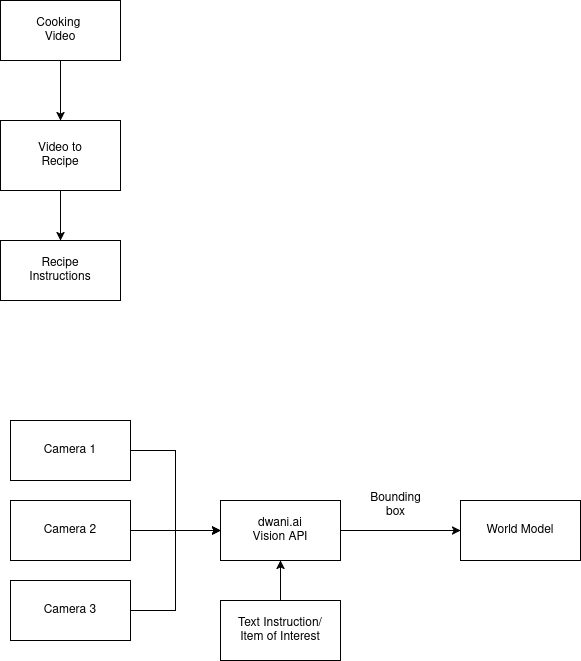 Cooking
Video
Video to
Recipe
Recipe
Instructions
Camera 1
Camera 2
Camera 3
dwani.ai
Vision API
Bounding
box
World Model
Text Instruction/
Item of Interest